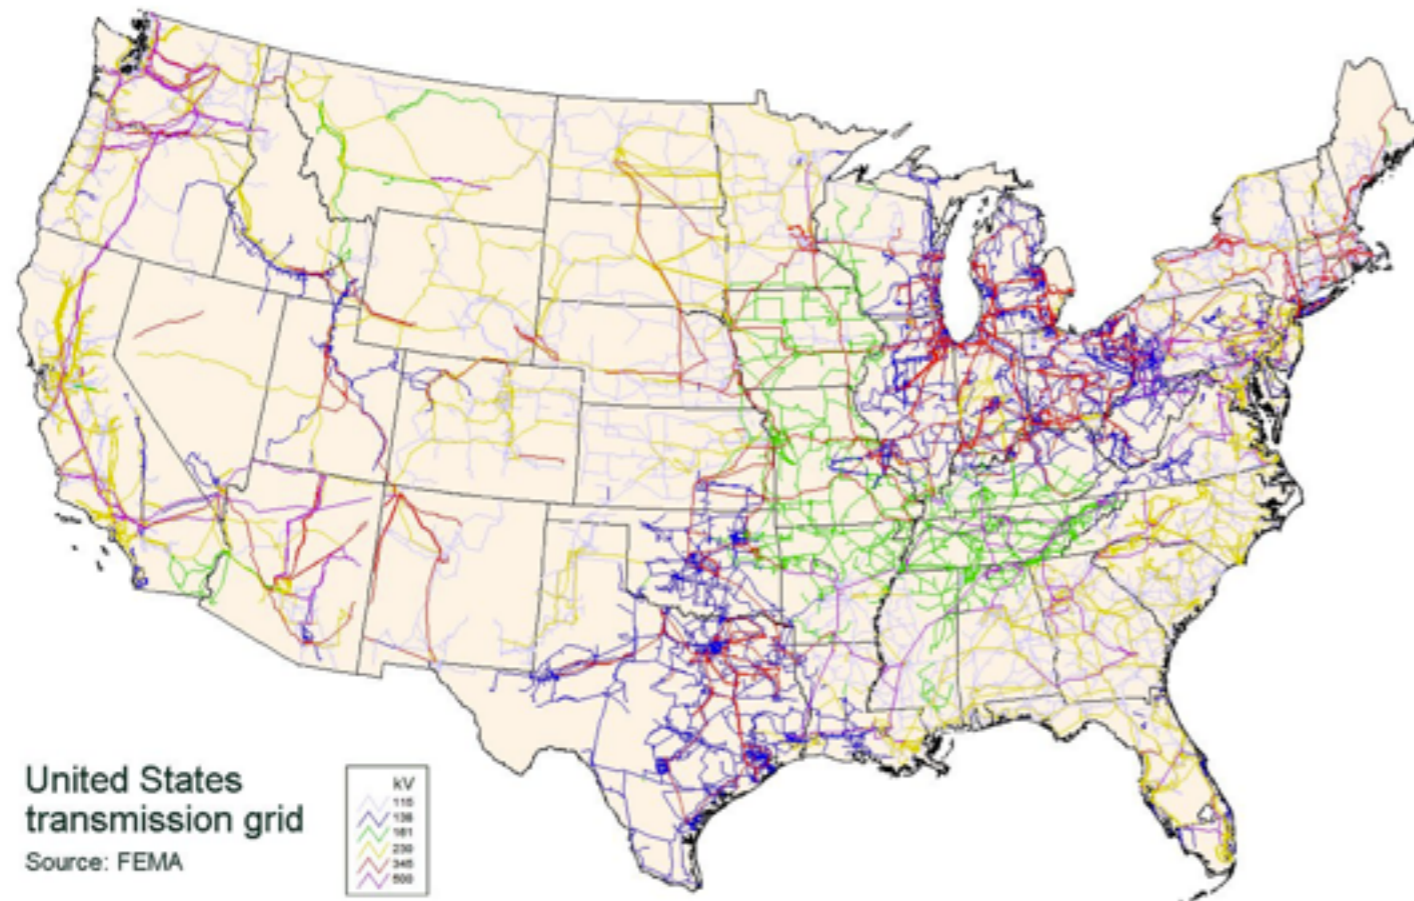 United States
transmission grid
Source: FEMA
kV
115
138
161
230
345
500